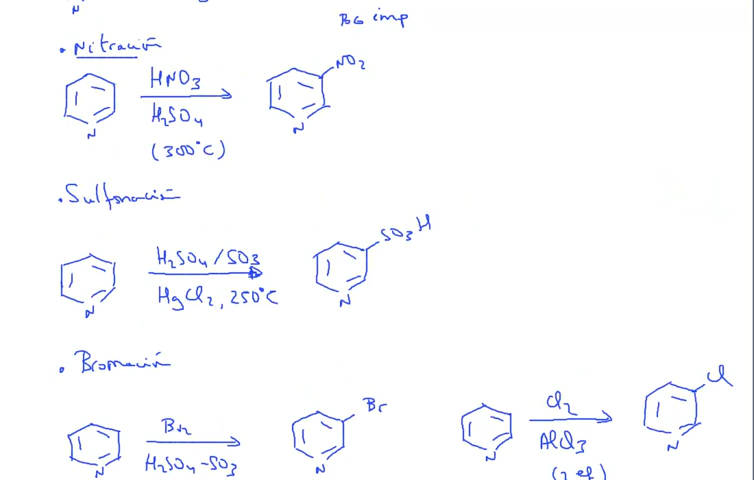 N
BG imp
• Nitración
HNO3
H2SO4
(300°C)
N
NO2
N
• Sulfonación
H2SO4/SO3
HgCl2, 250°C
N
SO3H
N
• Bromación
Br2
H2SO4-SO3
N
Br
N
Cl2
AlCl3
N
Cl
N